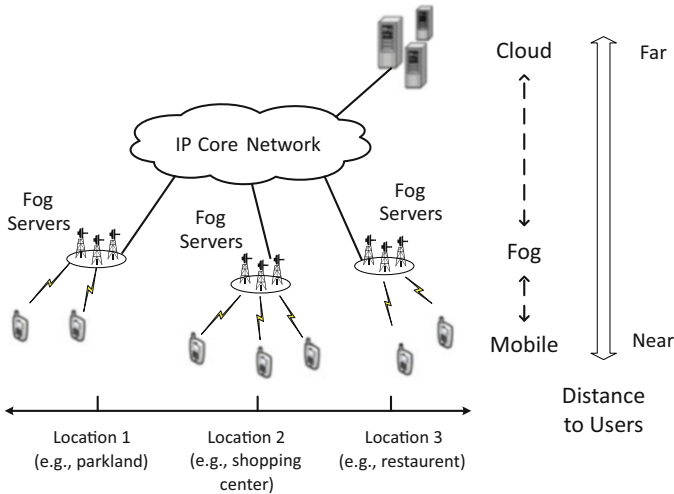 Cloud
Far
IP Core Network
Fog
Servers
Fog
Servers
Fog
Servers
Fog
Mobile
Near
Distance
to Users
Location 1
(e.g., parkland)
Location 2
(e.g., shopping
center)
Location 3
(e.g., restaurent)